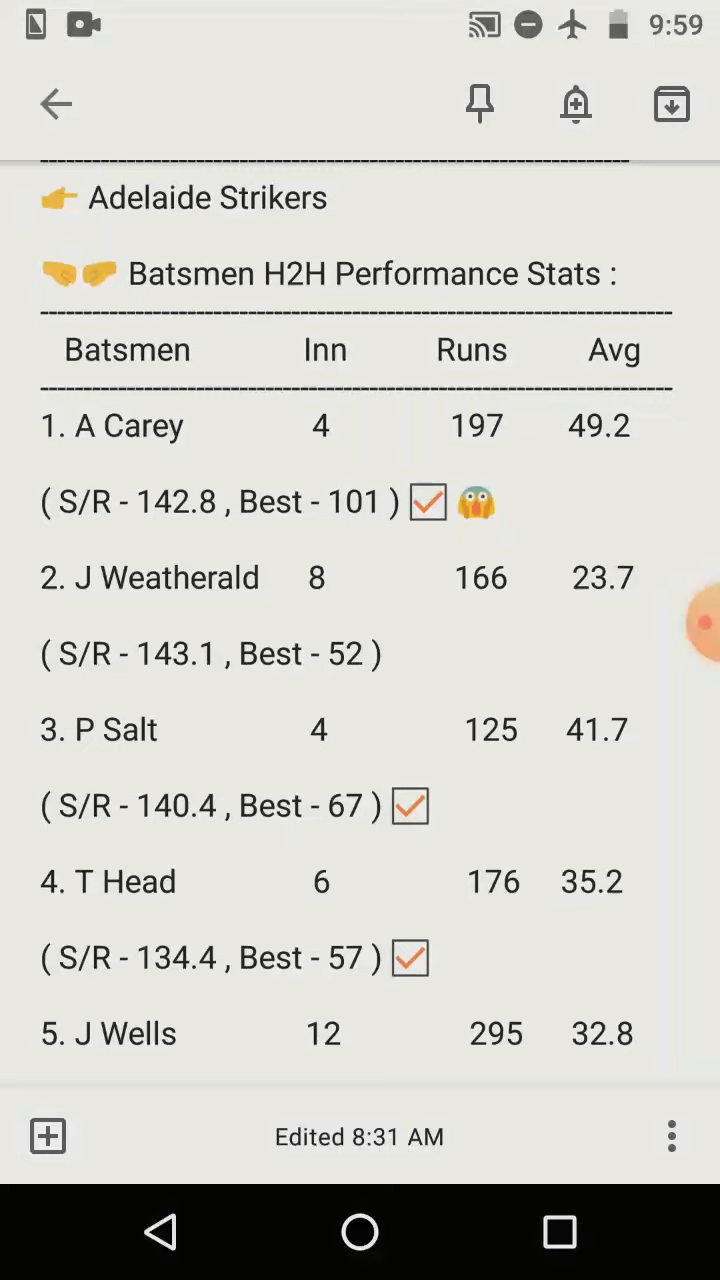 9:59
Adelaide Strikers
Batsmen H2H Performance Stats :
Batsmen Inn Runs Avg
1. A Carey 4 197 49.2
( S/R - 142.8 , Best - 101 )
2. J Weatherald 8 166 23.7
( S/R - 143.1 , Best - 52 )
3. P Salt 4 125 41.7
( S/R - 140.4 , Best - 67 )
4. T Head 6 176 35.2
( S/R - 134.4 , Best - 57 )
5. J Wells 12 295 32.8
Edited 8:31 AM